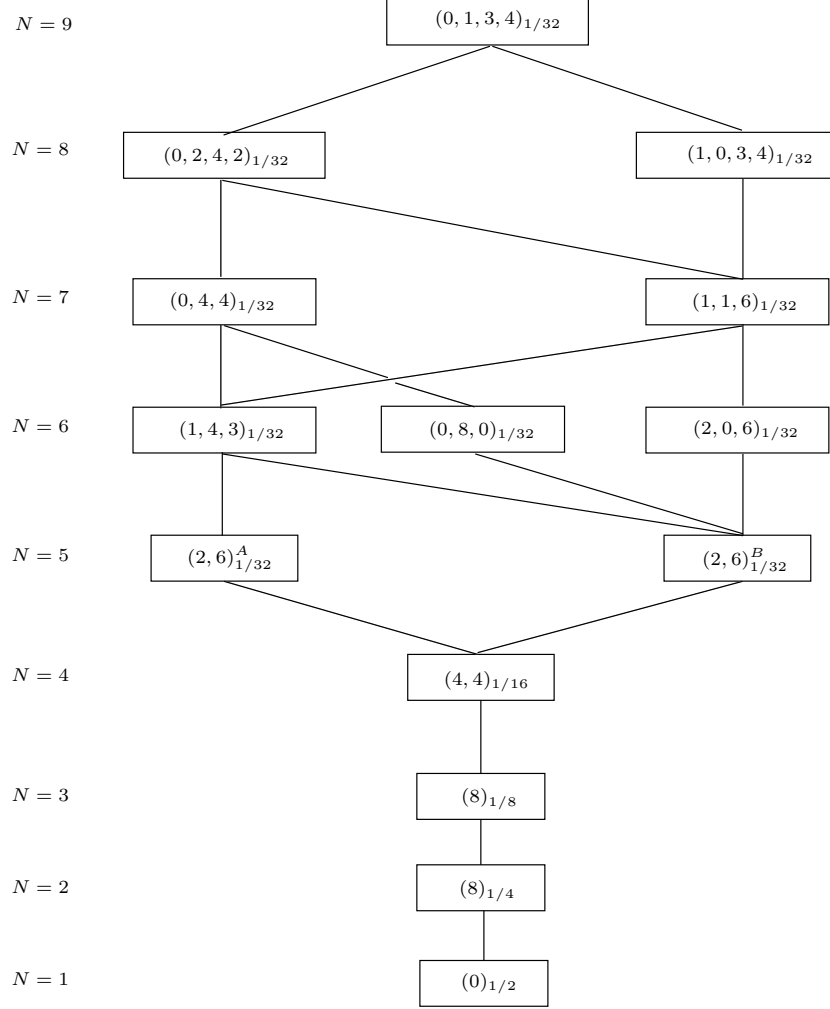 N = 9 (0, 1, 3, 4)_{1/32}
N = 8 (0, 2, 4, 2)_{1/32} (1, 0, 3, 4)_{1/32}
N = 7 (0, 4, 4)_{1/32} (1, 1, 6)_{1/32}
N = 6 (1, 4, 3)_{1/32} (0, 8, 0)_{1/32} (2, 0, 6)_{1/32}
N = 5 (2, 6)^{A}_{1/32} (2, 6)^{B}_{1/32}
N = 4 (4, 4)_{1/16}
N = 3 (8)_{1/8}
N = 2 (8)_{1/4}
N = 1 (0)_{1/2}